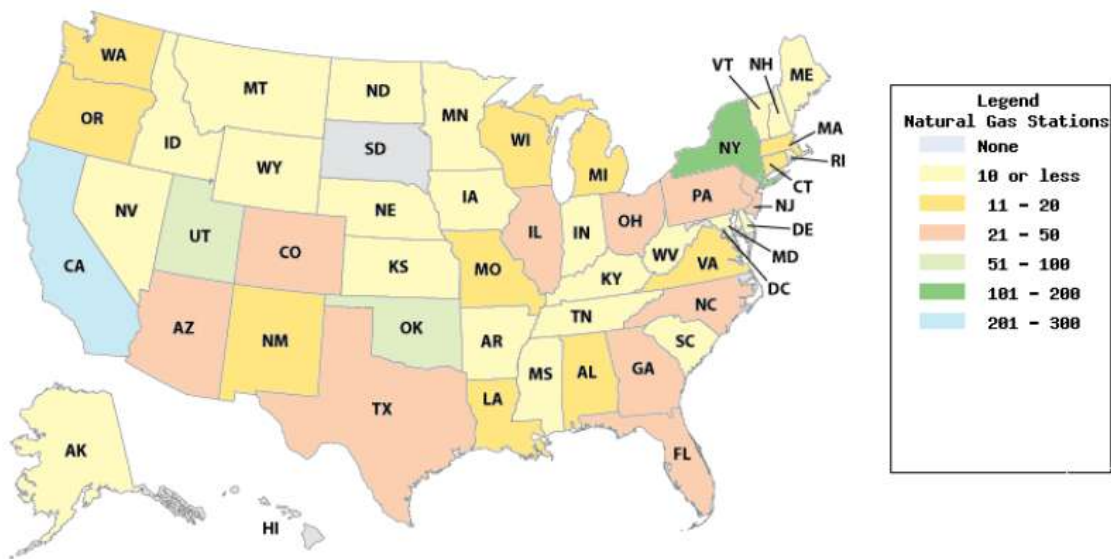 WA
OR
CA
ID
NV
MT
WY
UT
AZ
CO
NM
ND
SD
NE
KS
OK
TX
MN
IA
MO
AR
LA
WI
IL
MI
IN
OH
KY
TN
MS
AL
GA
FL
SC
NC
VA
WV
PA
NY
VT
NH
ME
MA
RI
CT
NJ
DE
MD
DC
AK
HI
Legend
Natural Gas Stations
None
10 or less
11 - 20
21 - 50
51 - 100
101 - 200
201 - 300